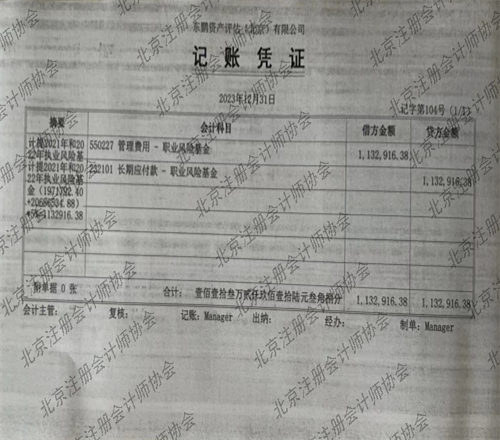 东鹏资产评估（北京）有限公司
记账凭证
2023年12月31日
记字第104号 (1/1)
摘要 会计科目 借方金额 贷方金额
计提2021年和20
22年执业风险基 550227 管理费用 - 职业风险基金 1,132,916.38
计提2021年和20
22年执业风险基 232101 长期应付款 - 职业风险基金 1,132,916.38
金（1971792.40
附单据 0 张 合计： 壹佰壹拾叁万贰仟玖佰壹拾陆元叁角捌分 1,132,916.38 1,132,916.38
会计主管： 复核： 记账：Manager 出纳： 经办： 制单：Manager
北京注册会计师协会